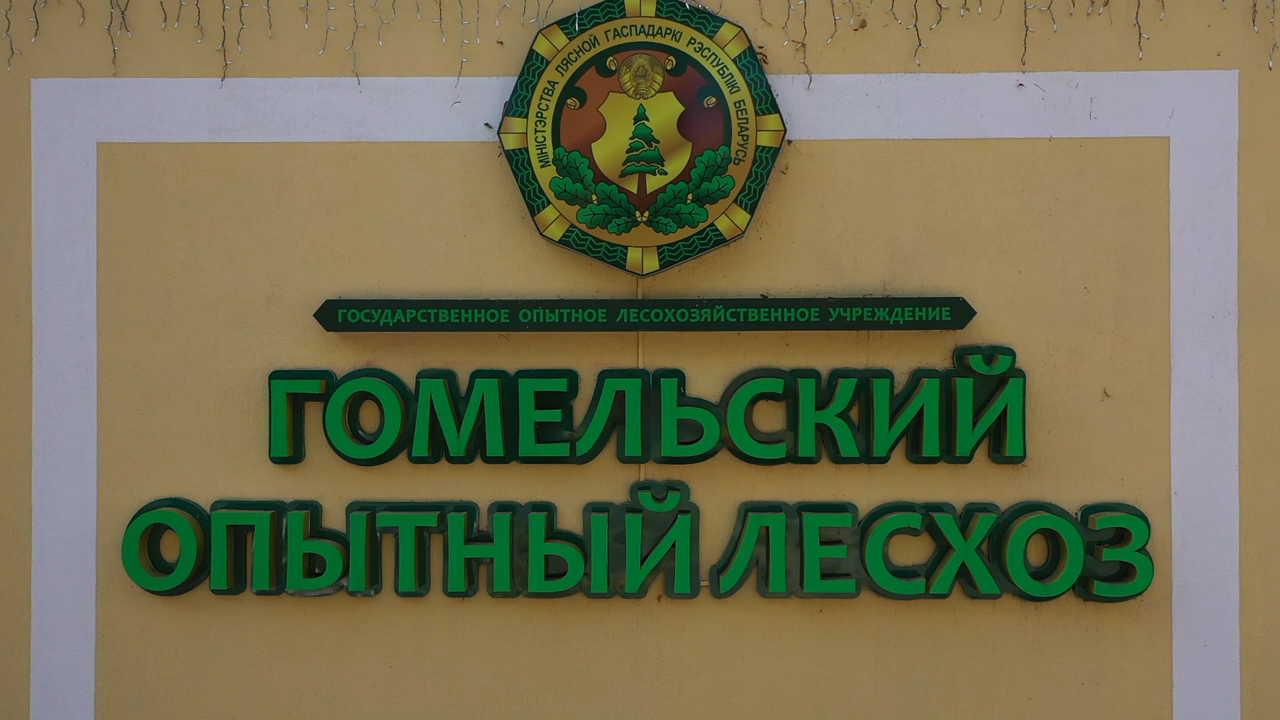 МІНІСТЭРСТВА ЛЯСНОЙ ГАСПАДАРКІ РЭСПУБЛІКІ БЕЛАРУСЬ
ГОСУДАРСТВЕННОЕ ОПЫТНОЕ ЛЕСОХОЗЯЙСТВЕННОЕ УЧРЕЖДЕНИЕ
ГОМЕЛЬСКИЙ
ОПЫТНЫЙ ЛЕСХОЗ